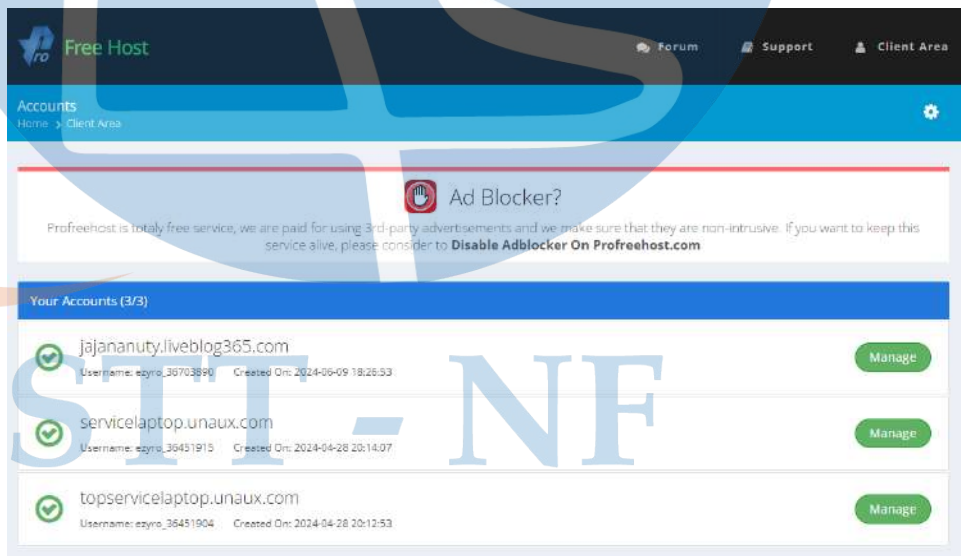 Pro Free Host
Forum Support Client Area
Accounts
Home > Client Area
Ad Blocker?
Profreehost is totaly free service, we are paid for using 3rd-party advertisements and we make sure that they are non-intrusive. If you want to keep this
service alive, please consider to Disable Adblocker On Profreehost.com
Your Accounts (3/3)
jajananuty.liveblog365.com
Manage
Username: ezyro_36703890 Created On: 2024-06-09 18:26:53
STT - NF
servicelaptop.unaux.com
Manage
Username: ezyro_36451915 Created On: 2024-04-28 20:14:07
topservicelaptop.unaux.com
Manage
Username: ezyro_36451904 Created On: 2024-04-28 20:12:53